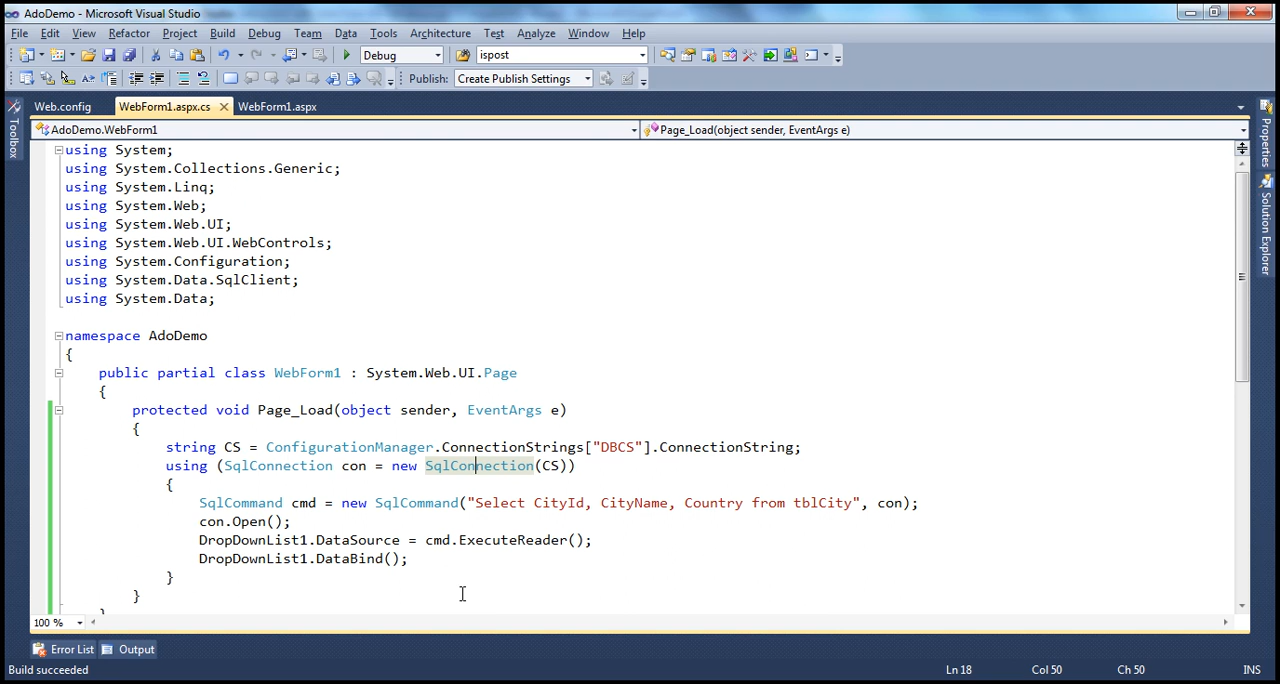 AdoDemo - Microsoft Visual Studio
File Edit View Refactor Project Build Debug Team Data Tools Architecture Test Analyze Window Help
Debug ispost
Publish: Create Publish Settings
Web.config WebForm1.aspx.cs WebForm1.aspx
AdoDemo.WebForm1 Page_Load(object sender, EventArgs e)
Toolbox
Properties
Solution Explorer
using System;
using System.Collections.Generic;
using System.Linq;
using System.Web;
using System.Web.UI;
using System.Web.UI.WebControls;
using System.Configuration;
using System.Data.SqlClient;
using System.Data;
namespace AdoDemo
{
public partial class WebForm1 : System.Web.UI.Page
{
protected void Page_Load(object sender, EventArgs e)
{
string CS = ConfigurationManager.ConnectionStrings["DBCS"].ConnectionString;
using (SqlConnection con = new SqlConnection(CS))
{
SqlCommand cmd = new SqlCommand("Select CityId, CityName, Country from tblCity", con);
con.Open();
DropDownList1.DataSource = cmd.ExecuteReader();
DropDownList1.DataBind();
}
}
}
100 %
Error List Output
Build succeeded Ln 18 Col 50 Ch 50 INS